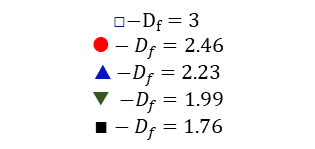 □−D_f = 3
● − D_f = 2.46
▲ −D_f = 2.23
▼ −D_f = 1.99
■ − D_f = 1.76